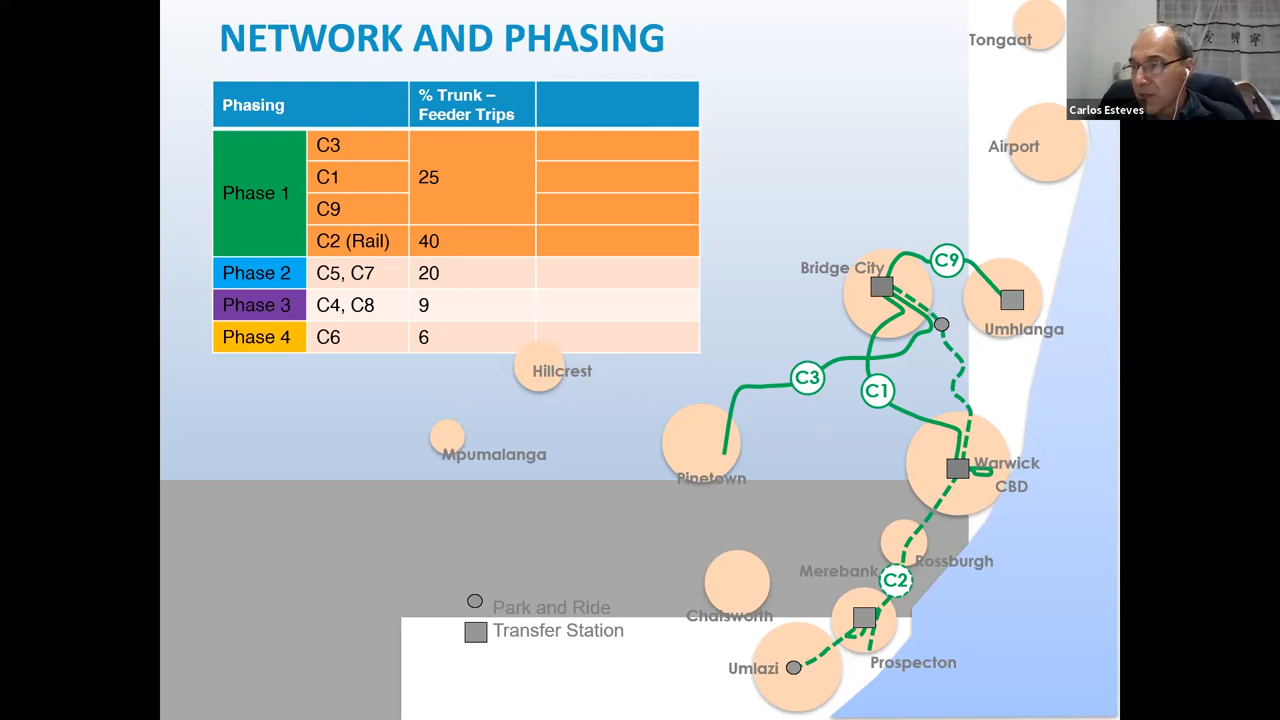 NETWORK AND PHASING
Phasing
% Trunk –
Feeder Trips
Phase 1
C3
C1
25
C9
C2 (Rail)
40
Phase 2
C5, C7
20
Phase 3
C4, C8
9
Phase 4
C6
6
Tongaat
Carlos Esteves
Airport
Bridge City
C9
Umhlanga
Hillcrest
C3
C1
Mpumalanga
Pinetown
Warwick
CBD
Rossburgh
Merebank
C2
Chatsworth
Park and Ride
Transfer Station
Prospecton
Umlazi